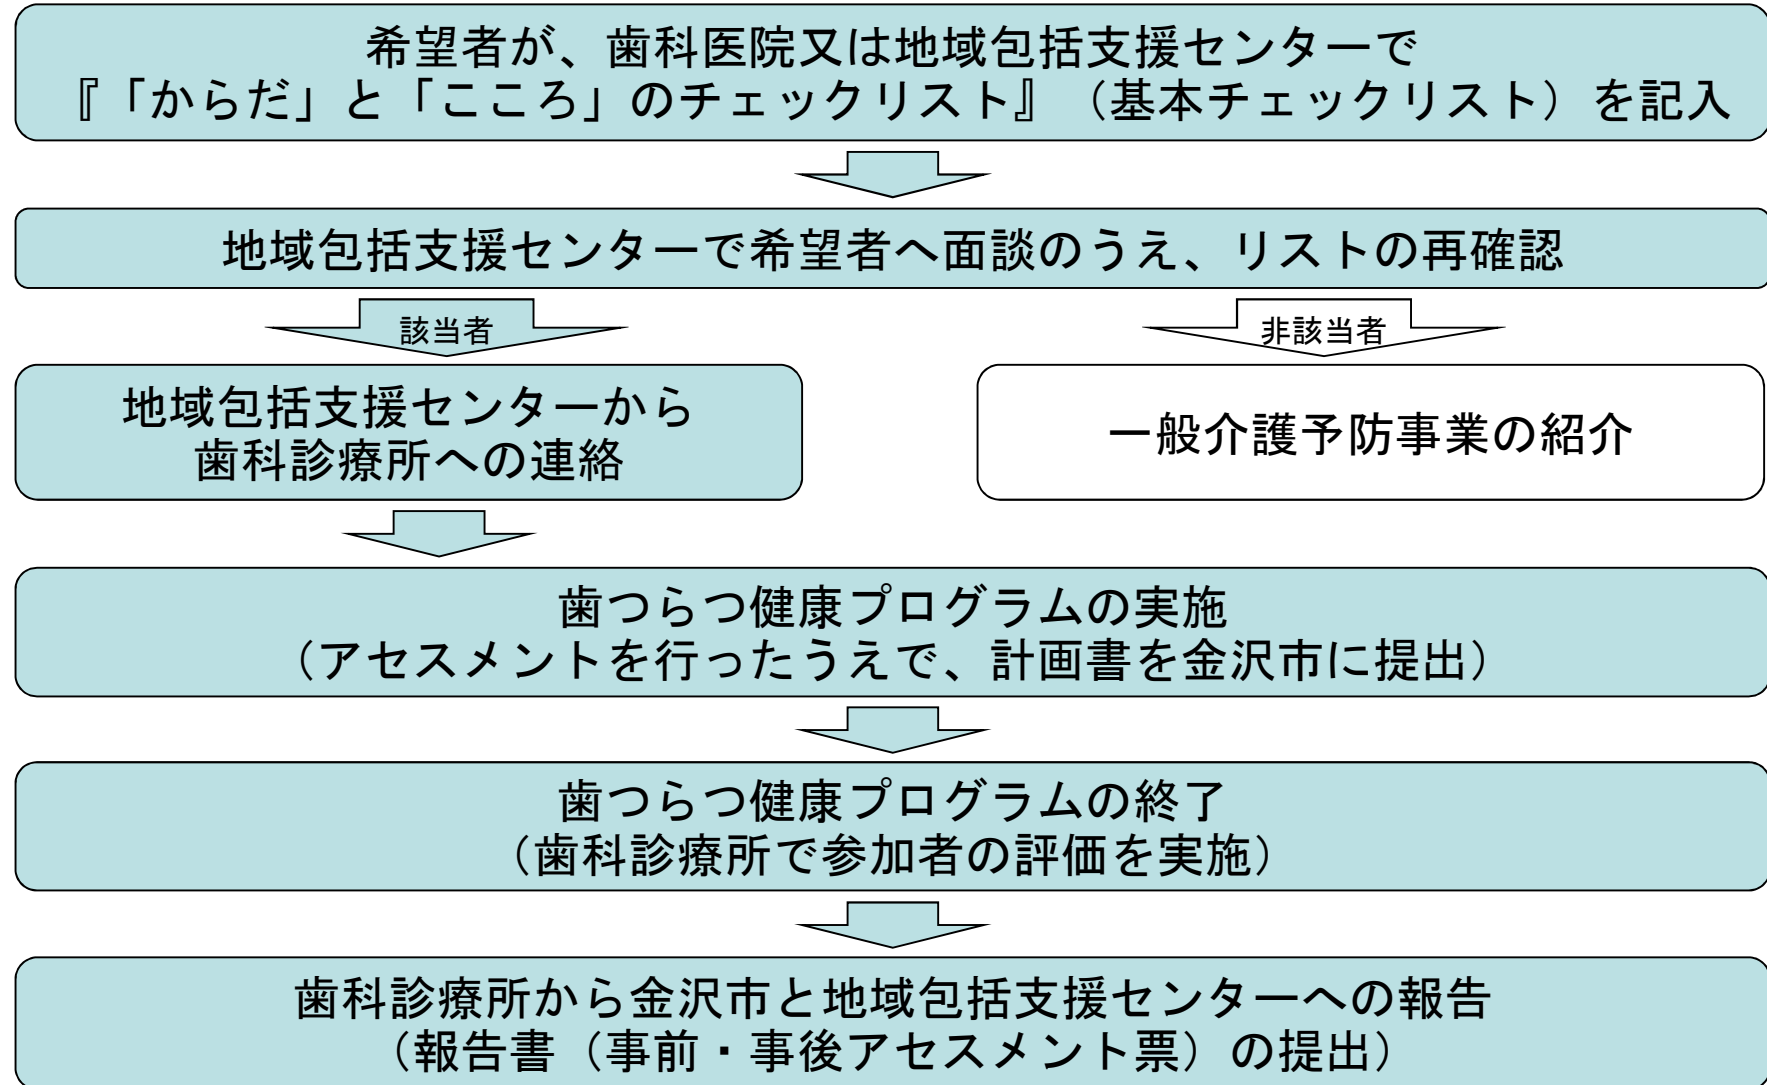 希望者が、歯科医院又は地域包括支援センターで
『「からだ」と「こころ」のチェックリスト』（基本チェックリスト）を記入
地域包括支援センターで希望者へ面談のうえ、リストの再確認
該当者
非該当者
地域包括支援センターから
歯科診療所への連絡
一般介護予防事業の紹介
歯つらつ健康プログラムの実施
（アセスメントを行ったうえで、計画書を金沢市に提出）
歯つらつ健康プログラムの終了
（歯科診療所で参加者の評価を実施）
歯科診療所から金沢市と地域包括支援センターへの報告
（報告書（事前・事後アセスメント票）の提出）